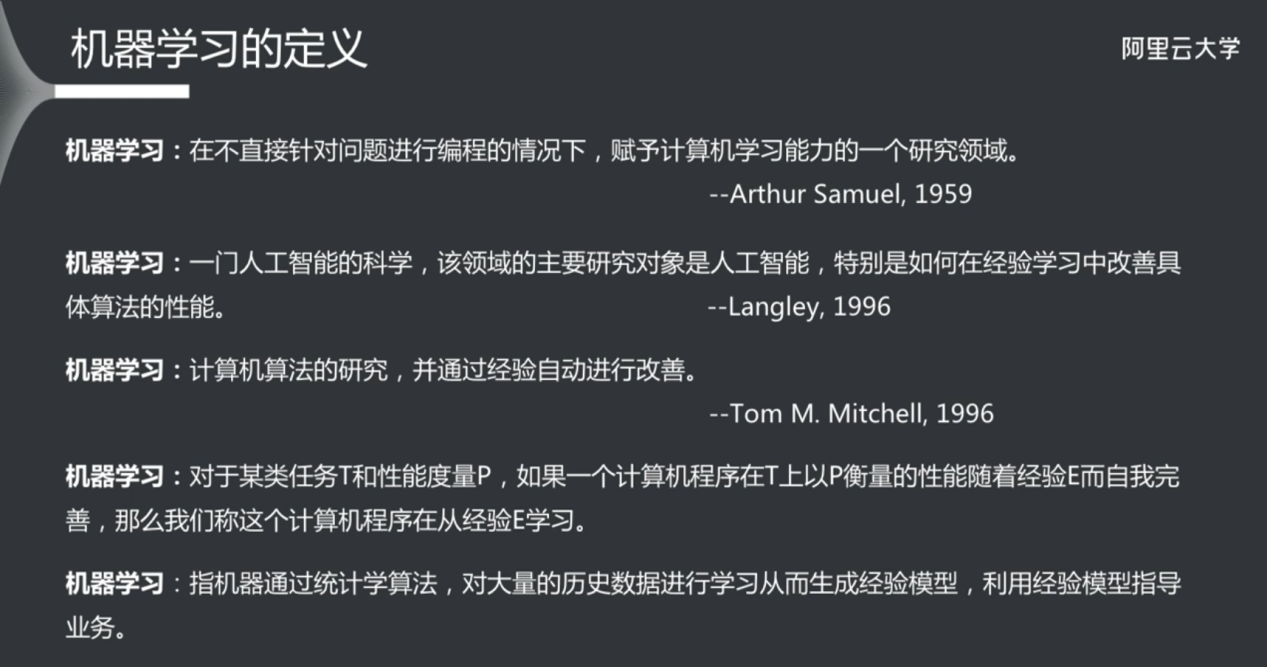 机器学习的定义
阿里云大学
机器学习：在不直接针对问题进行编程的情况下，赋予计算机学习能力的一个研究领域。
--Arthur Samuel, 1959
机器学习：一门人工智能的科学，该领域的主要研究对象是人工智能，特别是如何在经验学习中改善具
体算法的性能。 --Langley, 1996
机器学习：计算机算法的研究，并通过经验自动进行改善。
--Tom M. Mitchell, 1996
机器学习：对于某类任务T和性能度量P，如果一个计算机程序在T上以P衡量的性能随着经验E而自我完
善，那么我们称这个计算机程序在从经验E学习。
机器学习：指机器通过统计学算法，对大量的历史数据进行学习从而生成经验模型，利用经验模型指导
业务。